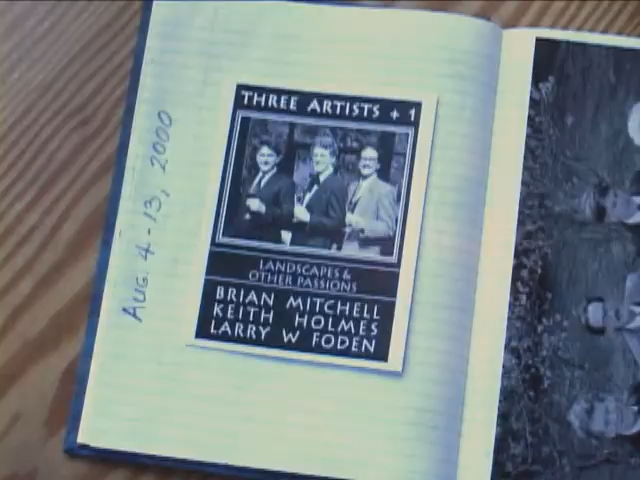 AUG. 4-13, 2000
THREE ARTISTS + 1
LANDSCAPES &
OTHER PASSIONS
BRIAN MITCHELL
KEITH HOLMES
LARRY W FODEN